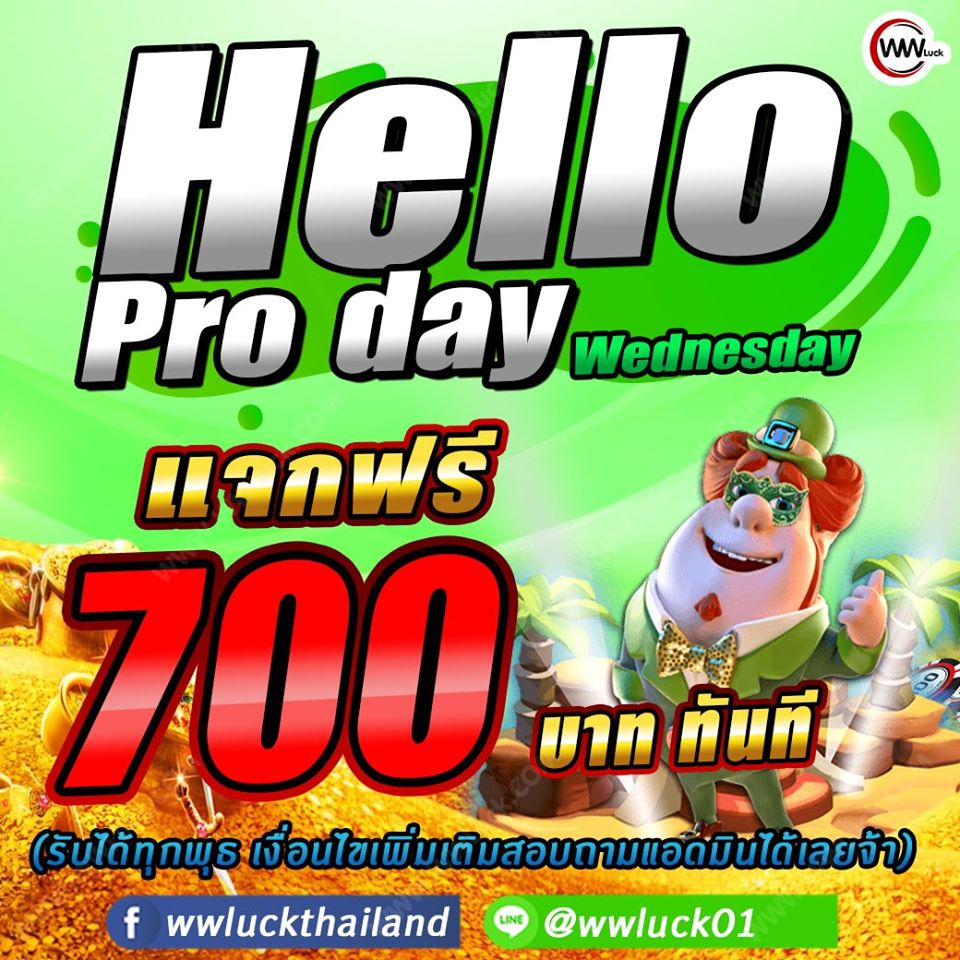 WW Luck
Hello
Pro day
Wednesday
แจกฟรี
700
บาท ทันที
(รับได้ทุกพุธ เงื่อนไขเพิ่มเติมสอบถามแอดมินได้เลยจ้า)
f wwluckthailand
LINE @wwluck01